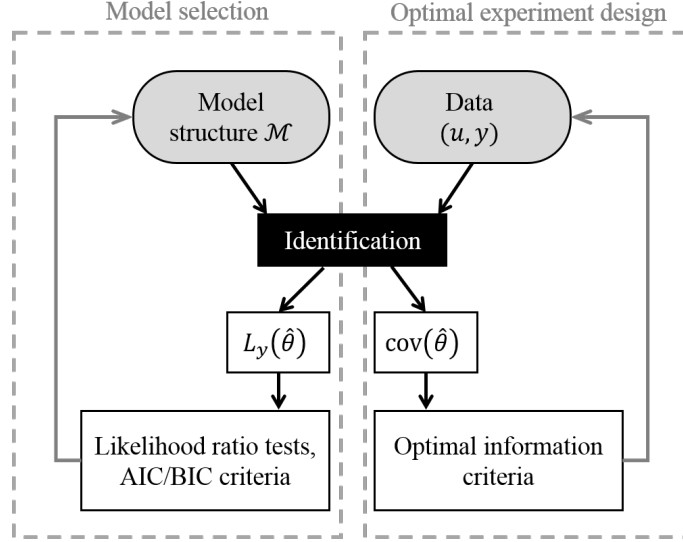 Model selection
Optimal experiment design
Model
structure ℳ
Data
(u, y)
Identification
L_y(θ̂)
cov(θ̂)
Likelihood ratio tests,
AIC/BIC criteria
Optimal information
criteria